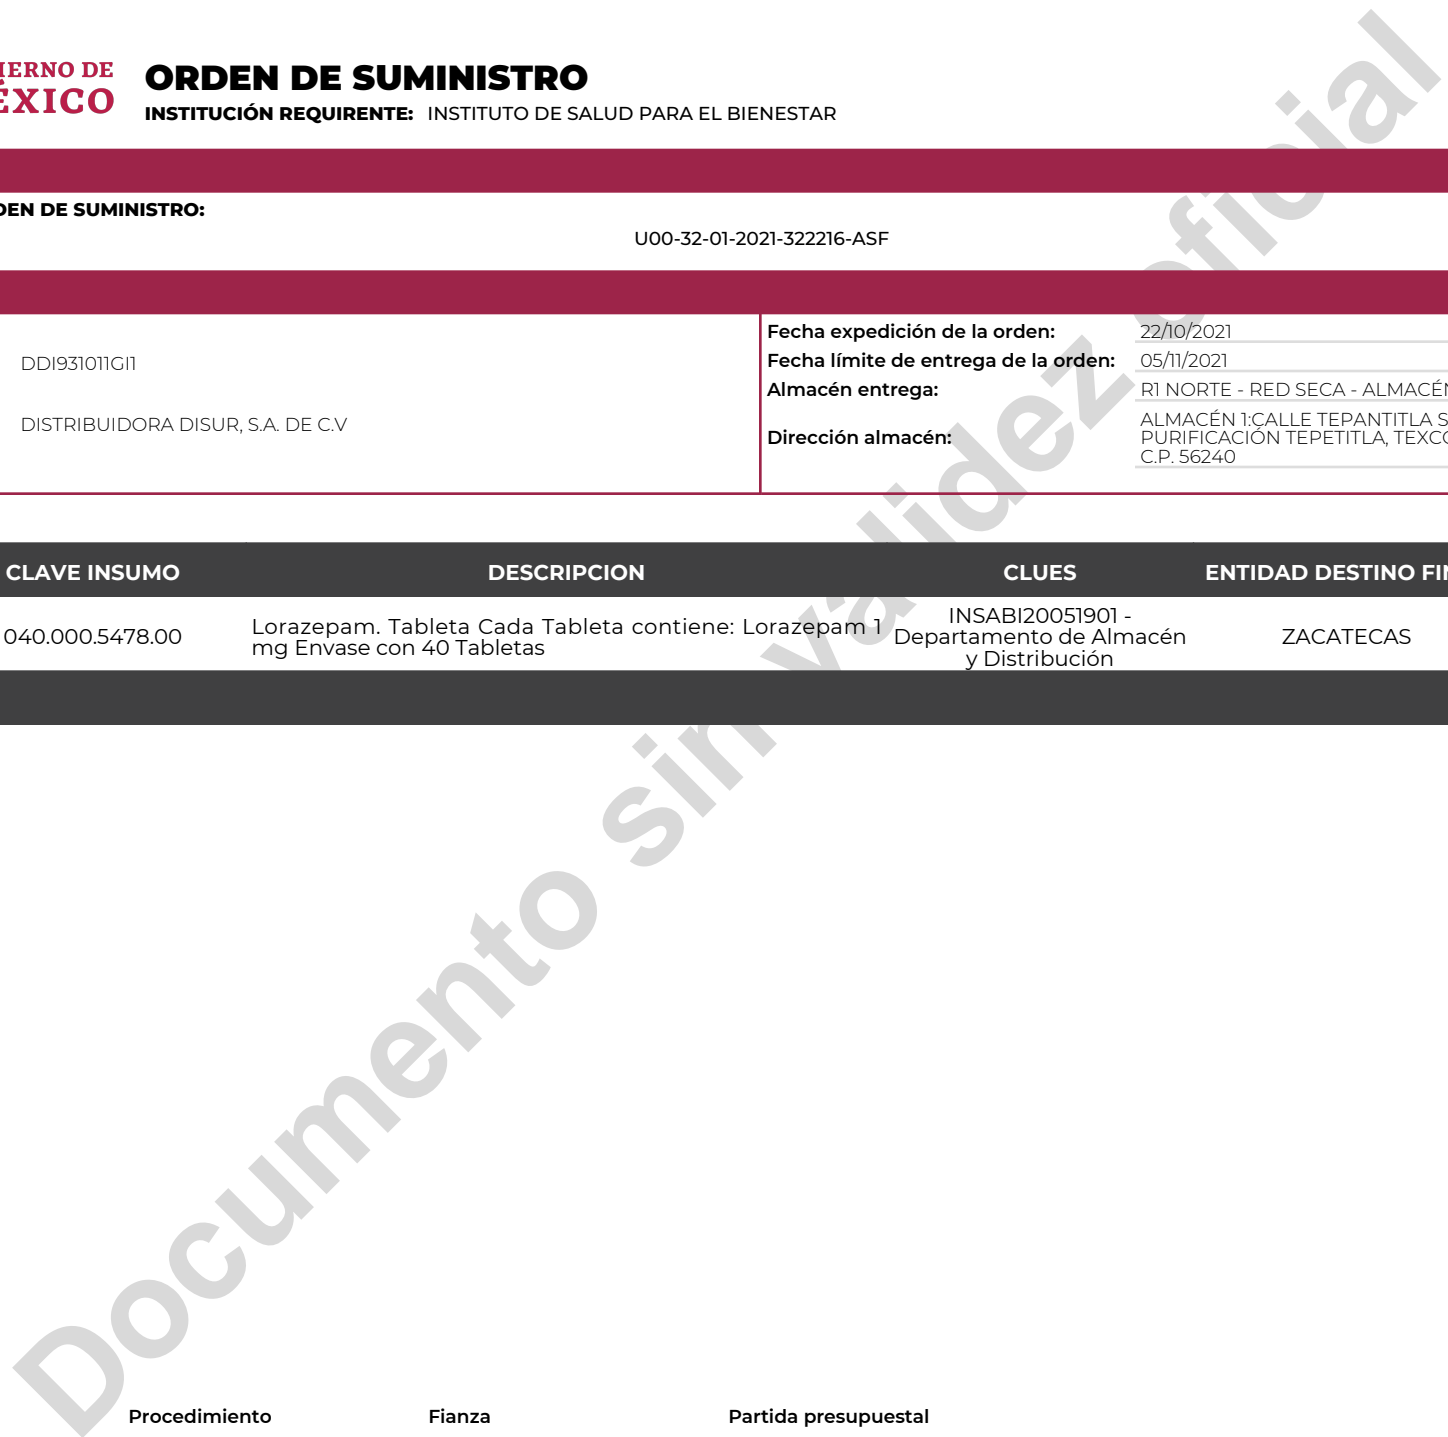 IERNO DE
ÉXICO
ORDEN DE SUMINISTRO
INSTITUCIÓN REQUIRENTE: INSTITUTO DE SALUD PARA EL BIENESTAR
DEN DE SUMINISTRO:
U00-32-01-2021-322216-ASF
DDI931011GI1
DISTRIBUIDORA DISUR, S.A. DE C.V
Fecha expedición de la orden: 22/10/2021
Fecha límite de entrega de la orden: 05/11/2021
Almacén entrega: R1 NORTE - RED SECA - ALMACÉN
Dirección almacén: ALMACÉN 1:CALLE TEPANTITLA S
PURIFICACIÓN TEPETITLA, TEXCO
C.P. 56240
CLAVE INSUMO DESCRIPCION CLUES ENTIDAD DESTINO FIN
040.000.5478.00
Lorazepam. Tableta Cada Tableta contiene: Lorazepam 1
mg Envase con 40 Tabletas
INSABI20051901 -
Departamento de Almacén
y Distribución
ZACATECAS
Procedimiento Fianza Partida presupuestal
Documento sin validez oficial